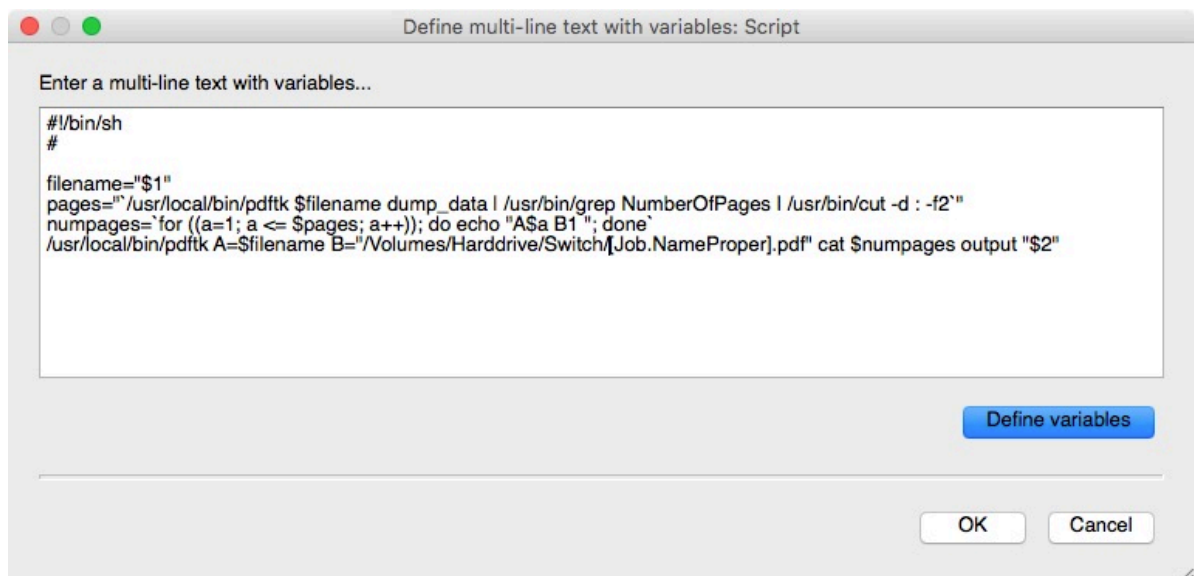 Define multi-line text with variables: Script
Enter a multi-line text with variables...
#!/bin/sh
#
filename="$1"
pages="`/usr/local/bin/pdftk $filename dump_data | /usr/bin/grep NumberOfPages | /usr/bin/cut -d : -f2`"
numpages=`for ((a=1; a <= $pages; a++)); do echo "A$a B1 "; done`
/usr/local/bin/pdftk A=$filename B="/Volumes/Harddrive/Switch/[Job.NameProper].pdf" cat $numpages output "$2"
Define variables
OK
Cancel